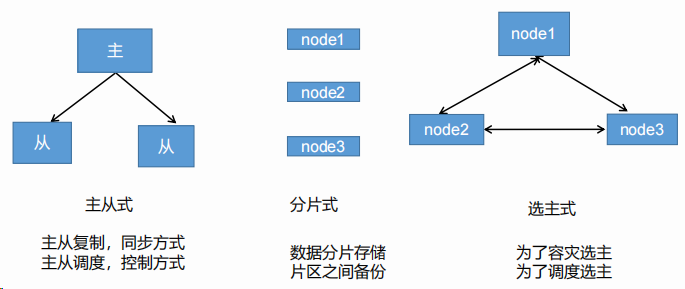 主
从
从
主从式
主从复制，同步方式
主从调度，控制方式
node1
node2
node3
分片式
数据分片存储
片区之间备份
node1
node2
node3
选主式
为了容灾选主
为了调度选主